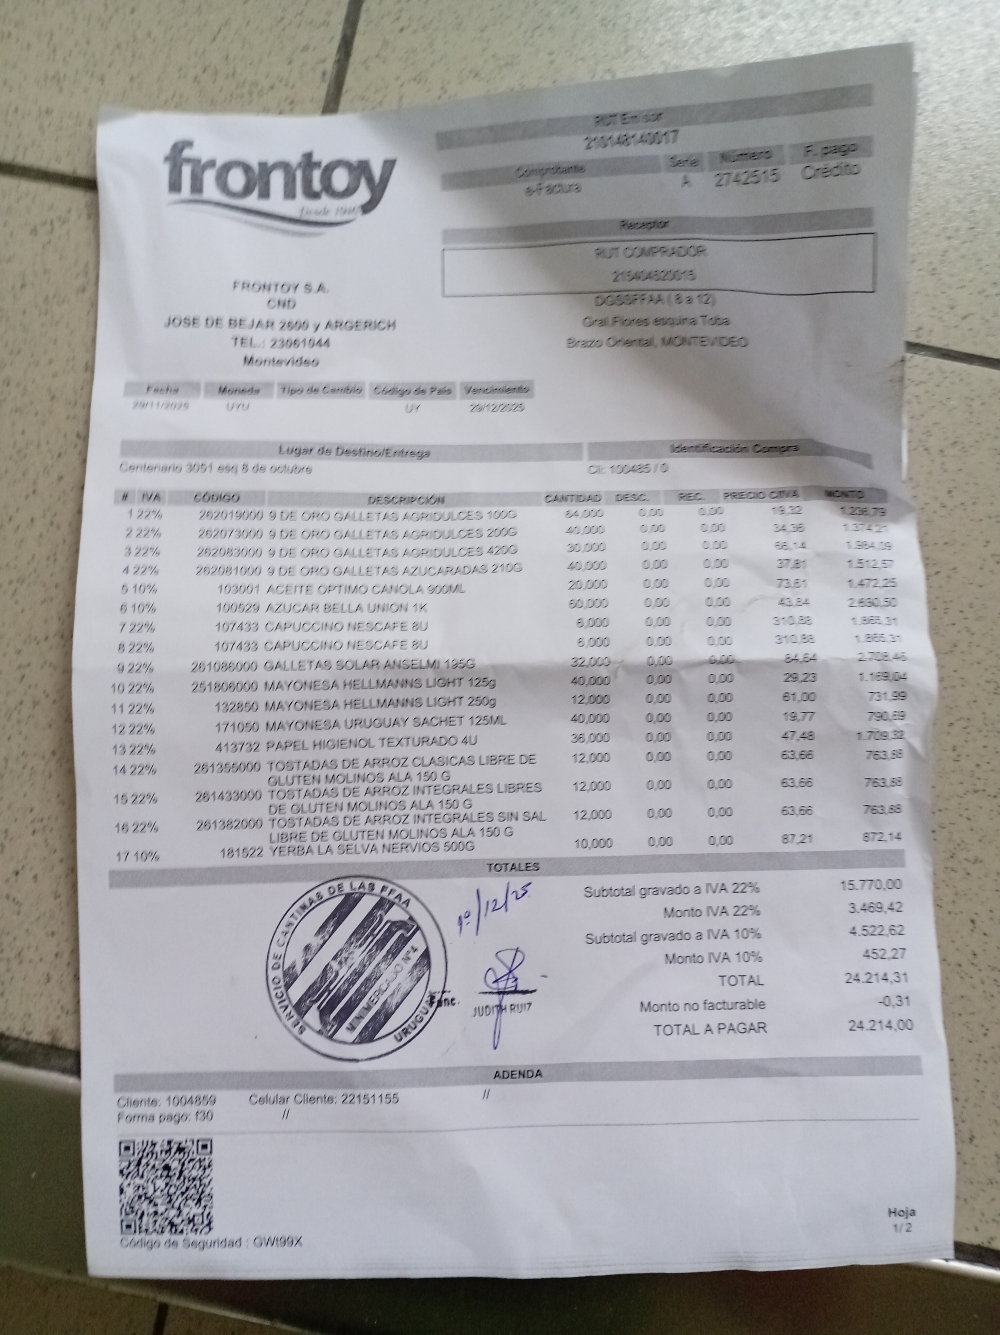 frontoy
Desde 1910
RUT Emisor
210148140017
Comprobante Serie Número F. pago
e-Factura A 2742515 Crédito
Receptor
RUT COMPRADOR
215404620015
DGSSFFAA ( 8 a 12)
Gral.Flores esquina Toba
Brazo Oriental, MONTEVIDEO
FRONTOY S.A.
CND
JOSE DE BEJAR 2600 y ARGERICH
TEL.: 23061044
Montevideo
Fecha Moneda Tipo de Cambio Código de País Vencimiento
29/11/2025 UYU UY 29/12/2025
Lugar de Destino/Entrega Identificación Compra
Centenario 3051 esq 8 de octubre Cli: 100485 / 0
# IVA CÓDIGO DESCRIPCIÓN CANTIDAD DESC. REC. PRECIO C/IVA MONTO
1 22% 262019000 9 DE ORO GALLETAS AGRIDULCES 100G 64,000 0,00 0,00 19,32 1.236,79
2 22% 262073000 9 DE ORO GALLETAS AGRIDULCES 200G 40,000 0,00 0,00 34,36 1.374,21
3 22% 262083000 9 DE ORO GALLETAS AGRIDULCES 420G 30,000 0,00 0,00 66,14 1.984,09
4 22% 262081000 9 DE ORO GALLETAS AZUCARADAS 210G 40,000 0,00 0,00 37,81 1.512,57
5 10% 103001 ACEITE OPTIMO CANOLA 900ML 20,000 0,00 0,00 73,61 1.472,25
6 10% 100529 AZUCAR BELLA UNION 1K 60,000 0,00 0,00 43,84 2.630,50
7 22% 107433 CAPUCCINO NESCAFE 8U 6,000 0,00 0,00 310,88 1.865,31
8 22% 107433 CAPUCCINO NESCAFE 8U 6,000 0,00 0,00 310,88 1.865,31
9 22% 261086000 GALLETAS SOLAR ANSELMI 195G 32,000 0,00 0,00 84,64 2.708,46
10 22% 251806000 MAYONESA HELLMANNS LIGHT 125g 40,000 0,00 0,00 29,23 1.169,04
11 22% 132850 MAYONESA HELLMANNS LIGHT 250g 12,000 0,00 0,00 61,00 731,99
12 22% 171050 MAYONESA URUGUAY SACHET 125ML 40,000 0,00 0,00 19,77 790,69
13 22% 413732 PAPEL HIGIENOL TEXTURADO 4U 36,000 0,00 0,00 47,48 1.709,32
14 22% 261355000 TOSTADAS DE ARROZ CLASICAS LIBRE DE 12,000 0,00 0,00 63,66 763,88
GLUTEN MOLINOS ALA 150 G
15 22% 261433000 TOSTADAS DE ARROZ INTEGRALES LIBRES 12,000 0,00 0,00 63,66 763,88
DE GLUTEN MOLINOS ALA 150 G
16 22% 261382000 TOSTADAS DE ARROZ INTEGRALES SIN SAL 12,000 0,00 0,00 63,66 763,88
LIBRE DE GLUTEN MOLINOS ALA 150 G
17 10% 181522 YERBA LA SELVA NERVIOS 500G 10,000 0,00 0,00 87,21 872,14
TOTALES
Subtotal gravado a IVA 22% 15.770,00
Monto IVA 22% 3.469,42
Subtotal gravado a IVA 10% 4.522,62
Monto IVA 10% 452,27
TOTAL 24.214,31
Monto no facturable -0,31
TOTAL A PAGAR 24.214,00
SERVICIO DE CANTINAS DE LAS FFAA
MINIMERCADO Nº4
URUGUAY
1º/12/25
Func. JUDITH RUIZ
ADENDA
Cliente: 1004859 Celular Cliente: 22151155 //
Forma pago: f30 //
Código de Seguridad : GWt99X
Hoja
1/2